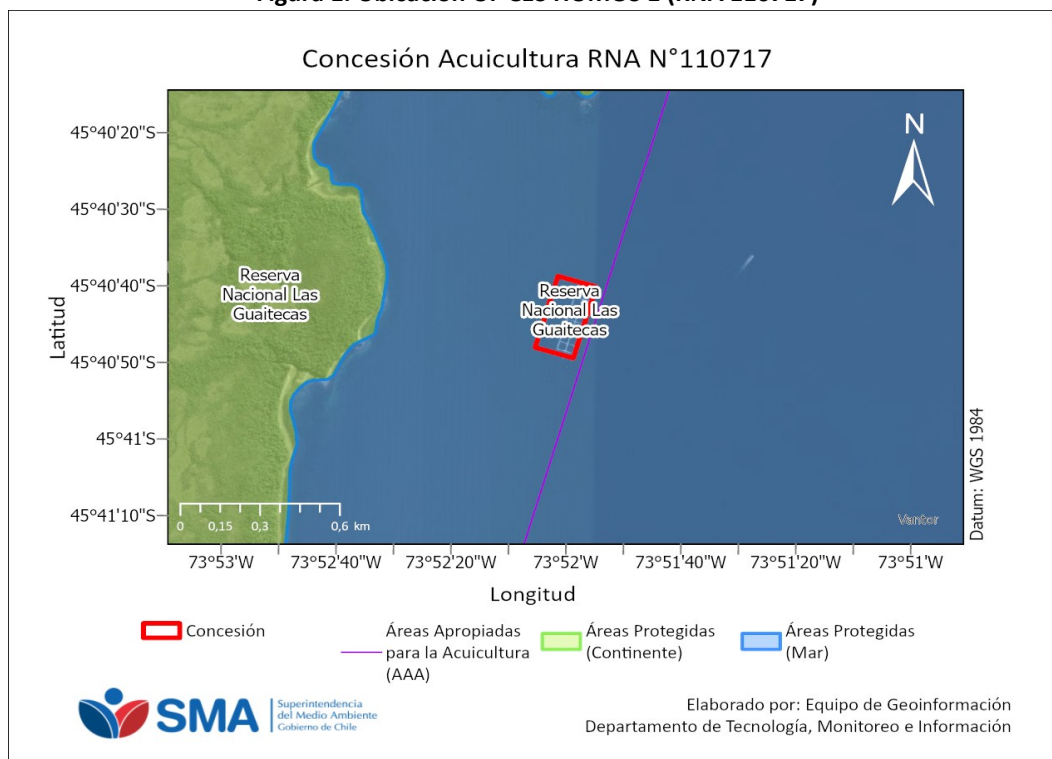 Concesión Acuicultura RNA N°110717
45°40'20"S
45°40'30"S
45°40'40"S
45°40'50"S
45°41'S
45°41'10"S
Latitud
Reserva
Nacional Las
Guaitecas
Reserva
Nacional Las
Guaitecas
N
Datum: WGS 1984
Vantor
0 0,15 0,3 0,6 km
73°53'W 73°52'40"W 73°52'20"W 73°52'W 73°51'40"W 73°51'20"W 73°51'W
Longitud
Concesión
Áreas Apropiadas
para la Acuicultura
(AAA)
Áreas Protegidas
(Continente)
Áreas Protegidas
(Mar)
SMA
Superintendencia
del Medio Ambiente
Gobierno de Chile
Elaborado por: Equipo de Geoinformación
Departamento de Tecnología, Monitoreo e Información